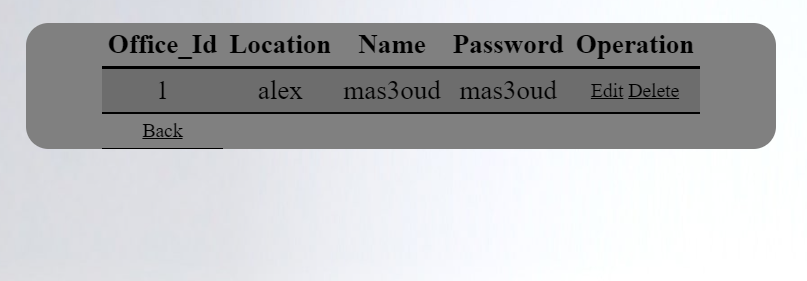 Office_Id Location Name Password Operation
1 alex mas3oud mas3oud Edit Delete
Back